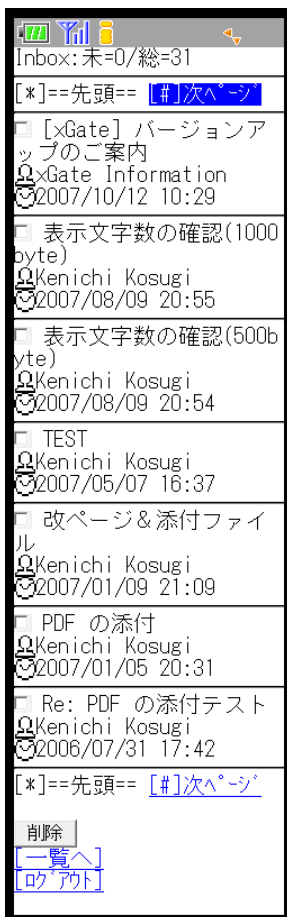 Inbox:未=0/総=31
[*]==先頭== [#]次ﾍﾟｰｼﾞ
[xGate] バージョンア
ップのご案内
xGate Information
2007/10/12 10:29
表示文字数の確認(1000
byte)
Kenichi Kosugi
2007/08/09 20:55
表示文字数の確認(500b
yte)
Kenichi Kosugi
2007/08/09 20:54
TEST
Kenichi Kosugi
2007/05/07 16:37
改ページ＆添付ファイ
ル
Kenichi Kosugi
2007/01/09 21:09
PDF の添付
Kenichi Kosugi
2007/01/05 20:31
Re: PDF の添付テスト
Kenichi Kosugi
2006/07/31 17:42
[*]==先頭== [#]次ﾍﾟｰｼﾞ
削除
[一覧へ]
[ﾛｸﾞｱｳﾄ]